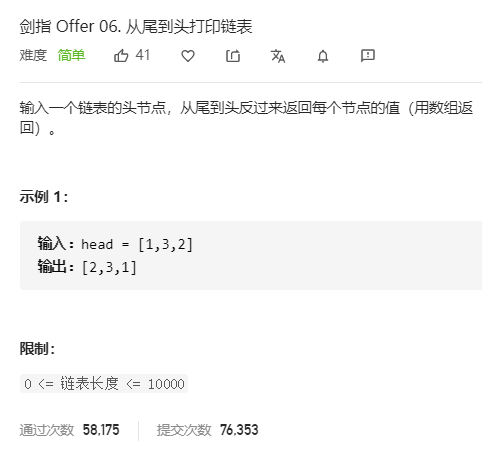 剑指 Offer 06. 从尾到头打印链表
难度 简单 41
输入一个链表的头节点，从尾到头反过来返回每个节点的值（用数组返
回）。
示例 1：
输入：head = [1,3,2]
输出：[2,3,1]
限制：
0 <= 链表长度 <= 10000
通过次数 58,175 提交次数 76,353